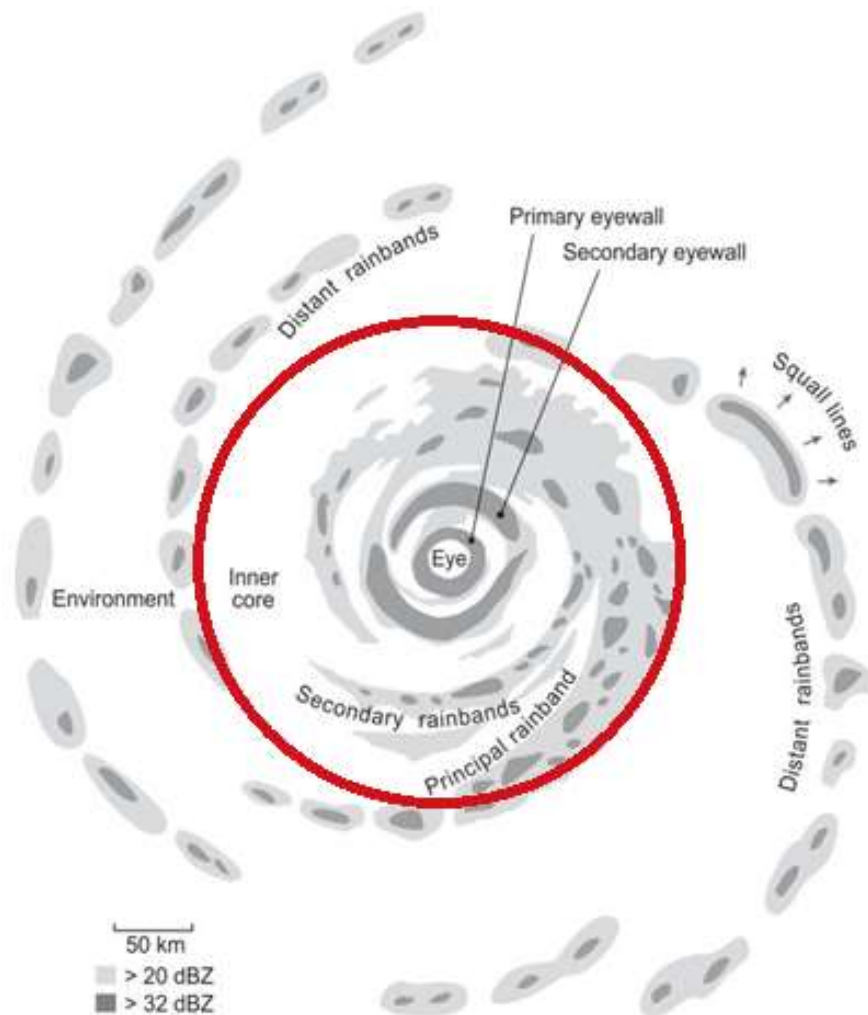 Primary eyewall
Secondary eyewall
Distant rainbands
Squall lines
Eye
Inner
core
Environment
Secondary rainbands
Principal rainband
Distant rainbands
50 km
> 20 dBZ
> 32 dBZ